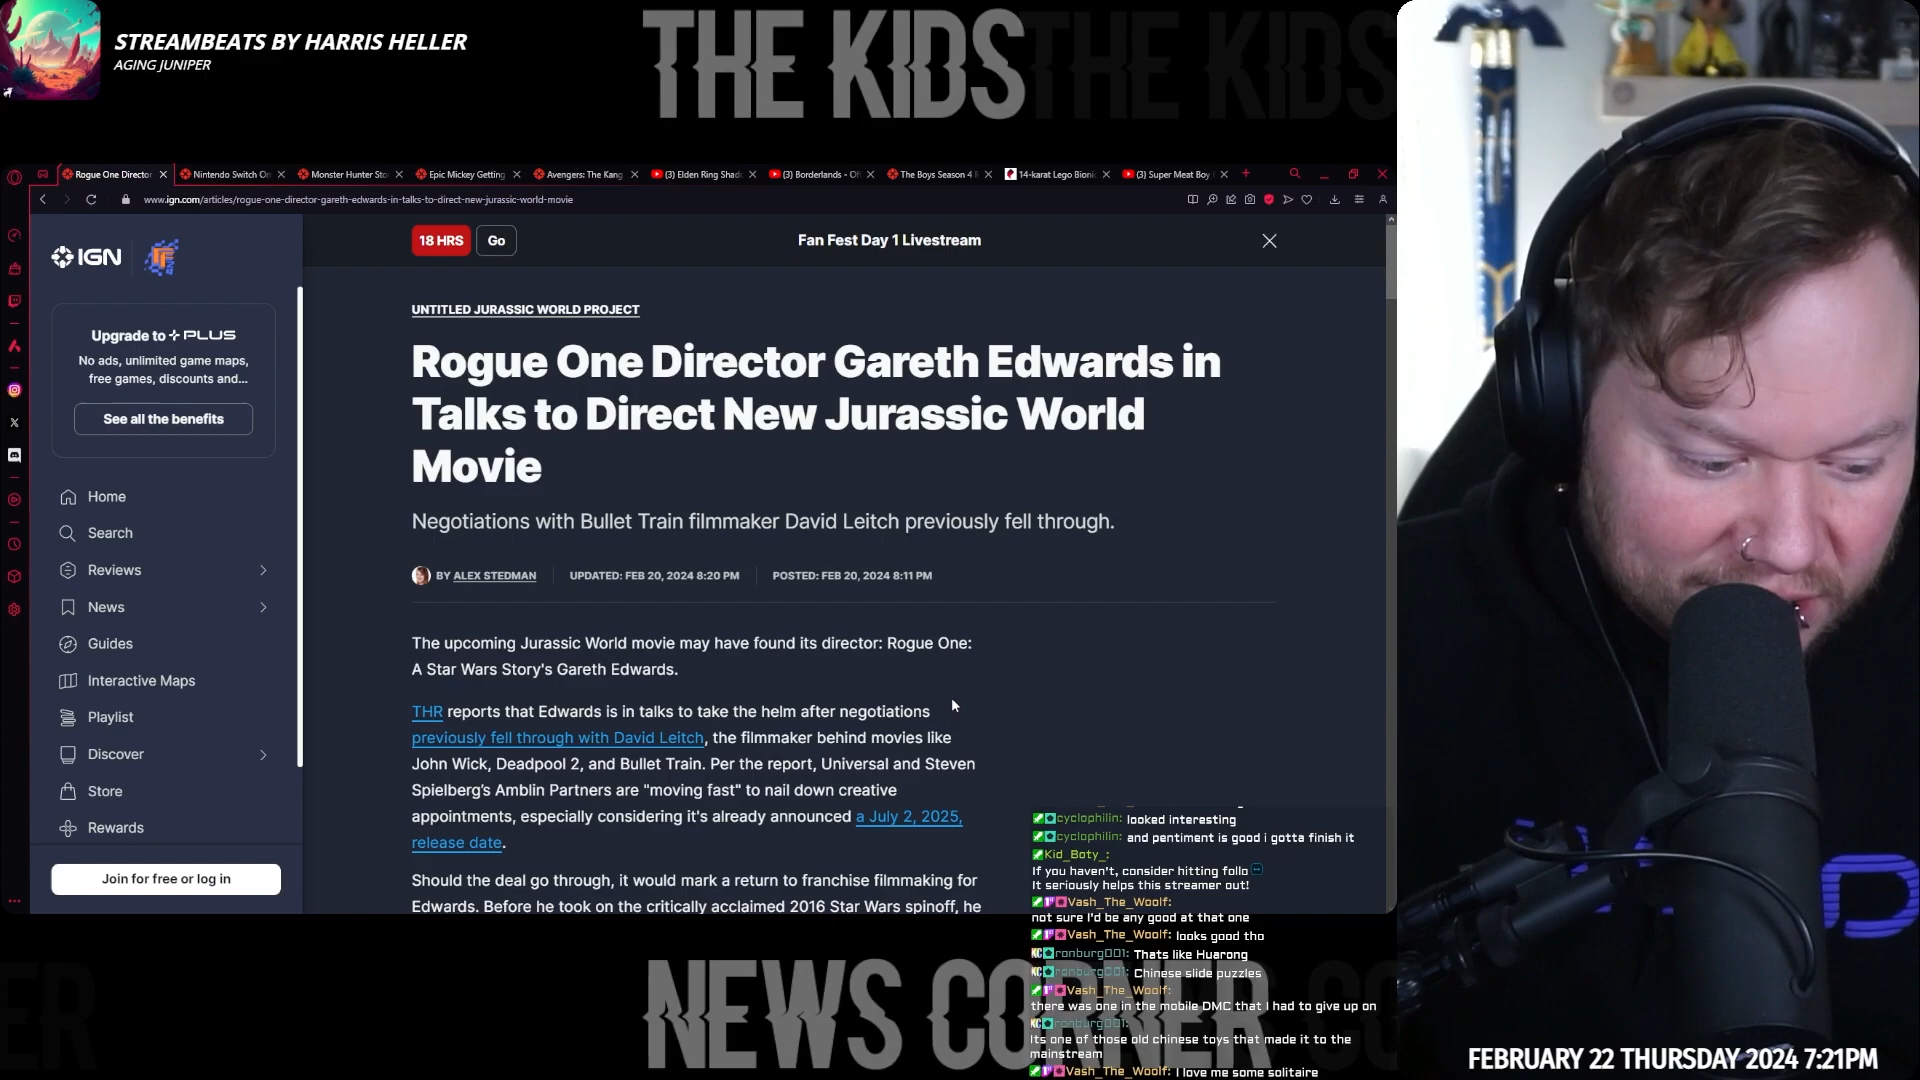 STREAMBEATS BY HARRIS HELLER
AGING JUNIPER
THE KIDS THE KIDS
Rogue One Director
Nintendo Switch On
Monster Hunter Sto
Epic Mickey Getting
Avengers: The Kang
(3) Elden Ring Shad
(3) Borderlands - Of
The Boys Season 4 R
14-karat Lego Bionic
(3) Super Meat Boy
www.ign.com/articles/rogue-one-director-gareth-edwards-in-talks-to-direct-new-jurassic-world-movie
IGN
18 HRS
Go
Fan Fest Day 1 Livestream
Upgrade to PLUS
No ads, unlimited game maps,
free games, discounts and...
See all the benefits
Home
Search
Reviews
News
Guides
Interactive Maps
Playlist
Discover
Store
Rewards
Join for free or log in
UNTITLED JURASSIC WORLD PROJECT
Rogue One Director Gareth Edwards in
Talks to Direct New Jurassic World
Movie
Negotiations with Bullet Train filmmaker David Leitch previously fell through.
BY ALEX STEDMAN
UPDATED: FEB 20, 2024 8:20 PM
POSTED: FEB 20, 2024 8:11 PM
The upcoming Jurassic World movie may have found its director: Rogue One:
A Star Wars Story's Gareth Edwards.
THR reports that Edwards is in talks to take the helm after negotiations
previously fell through with David Leitch, the filmmaker behind movies like
John Wick, Deadpool 2, and Bullet Train. Per the report, Universal and Steven
Spielberg's Amblin Partners are "moving fast" to nail down creative
appointments, especially considering it's already announced a July 2, 2025,
release date.
Should the deal go through, it would mark a return to franchise filmmaking for
Edwards. Before he took on the critically acclaimed 2016 Star Wars spinoff, he
cyclophilin: looked interesting
cyclophilin: and pentiment is good i gotta finish it
Kid_Boty_:
If you haven't, consider hitting follo
It seriously helps this streamer out!
Vash_The_Woolf:
not sure I'd be any good at that one
Vash_The_Woolf: looks good tho
ronburg001: Thats like Huarong
ronburg001: Chinese slide puzzles
Vash_The_Woolf:
there was one in the mobile DMC that I had to give up on
ronburg001:
Its one of those old chinese toys that made it to the
mainstream
Vash_The_Woolf: I love me some solitaire
NEWS CORNER
FEBRUARY 22 THURSDAY 2024 7:21PM